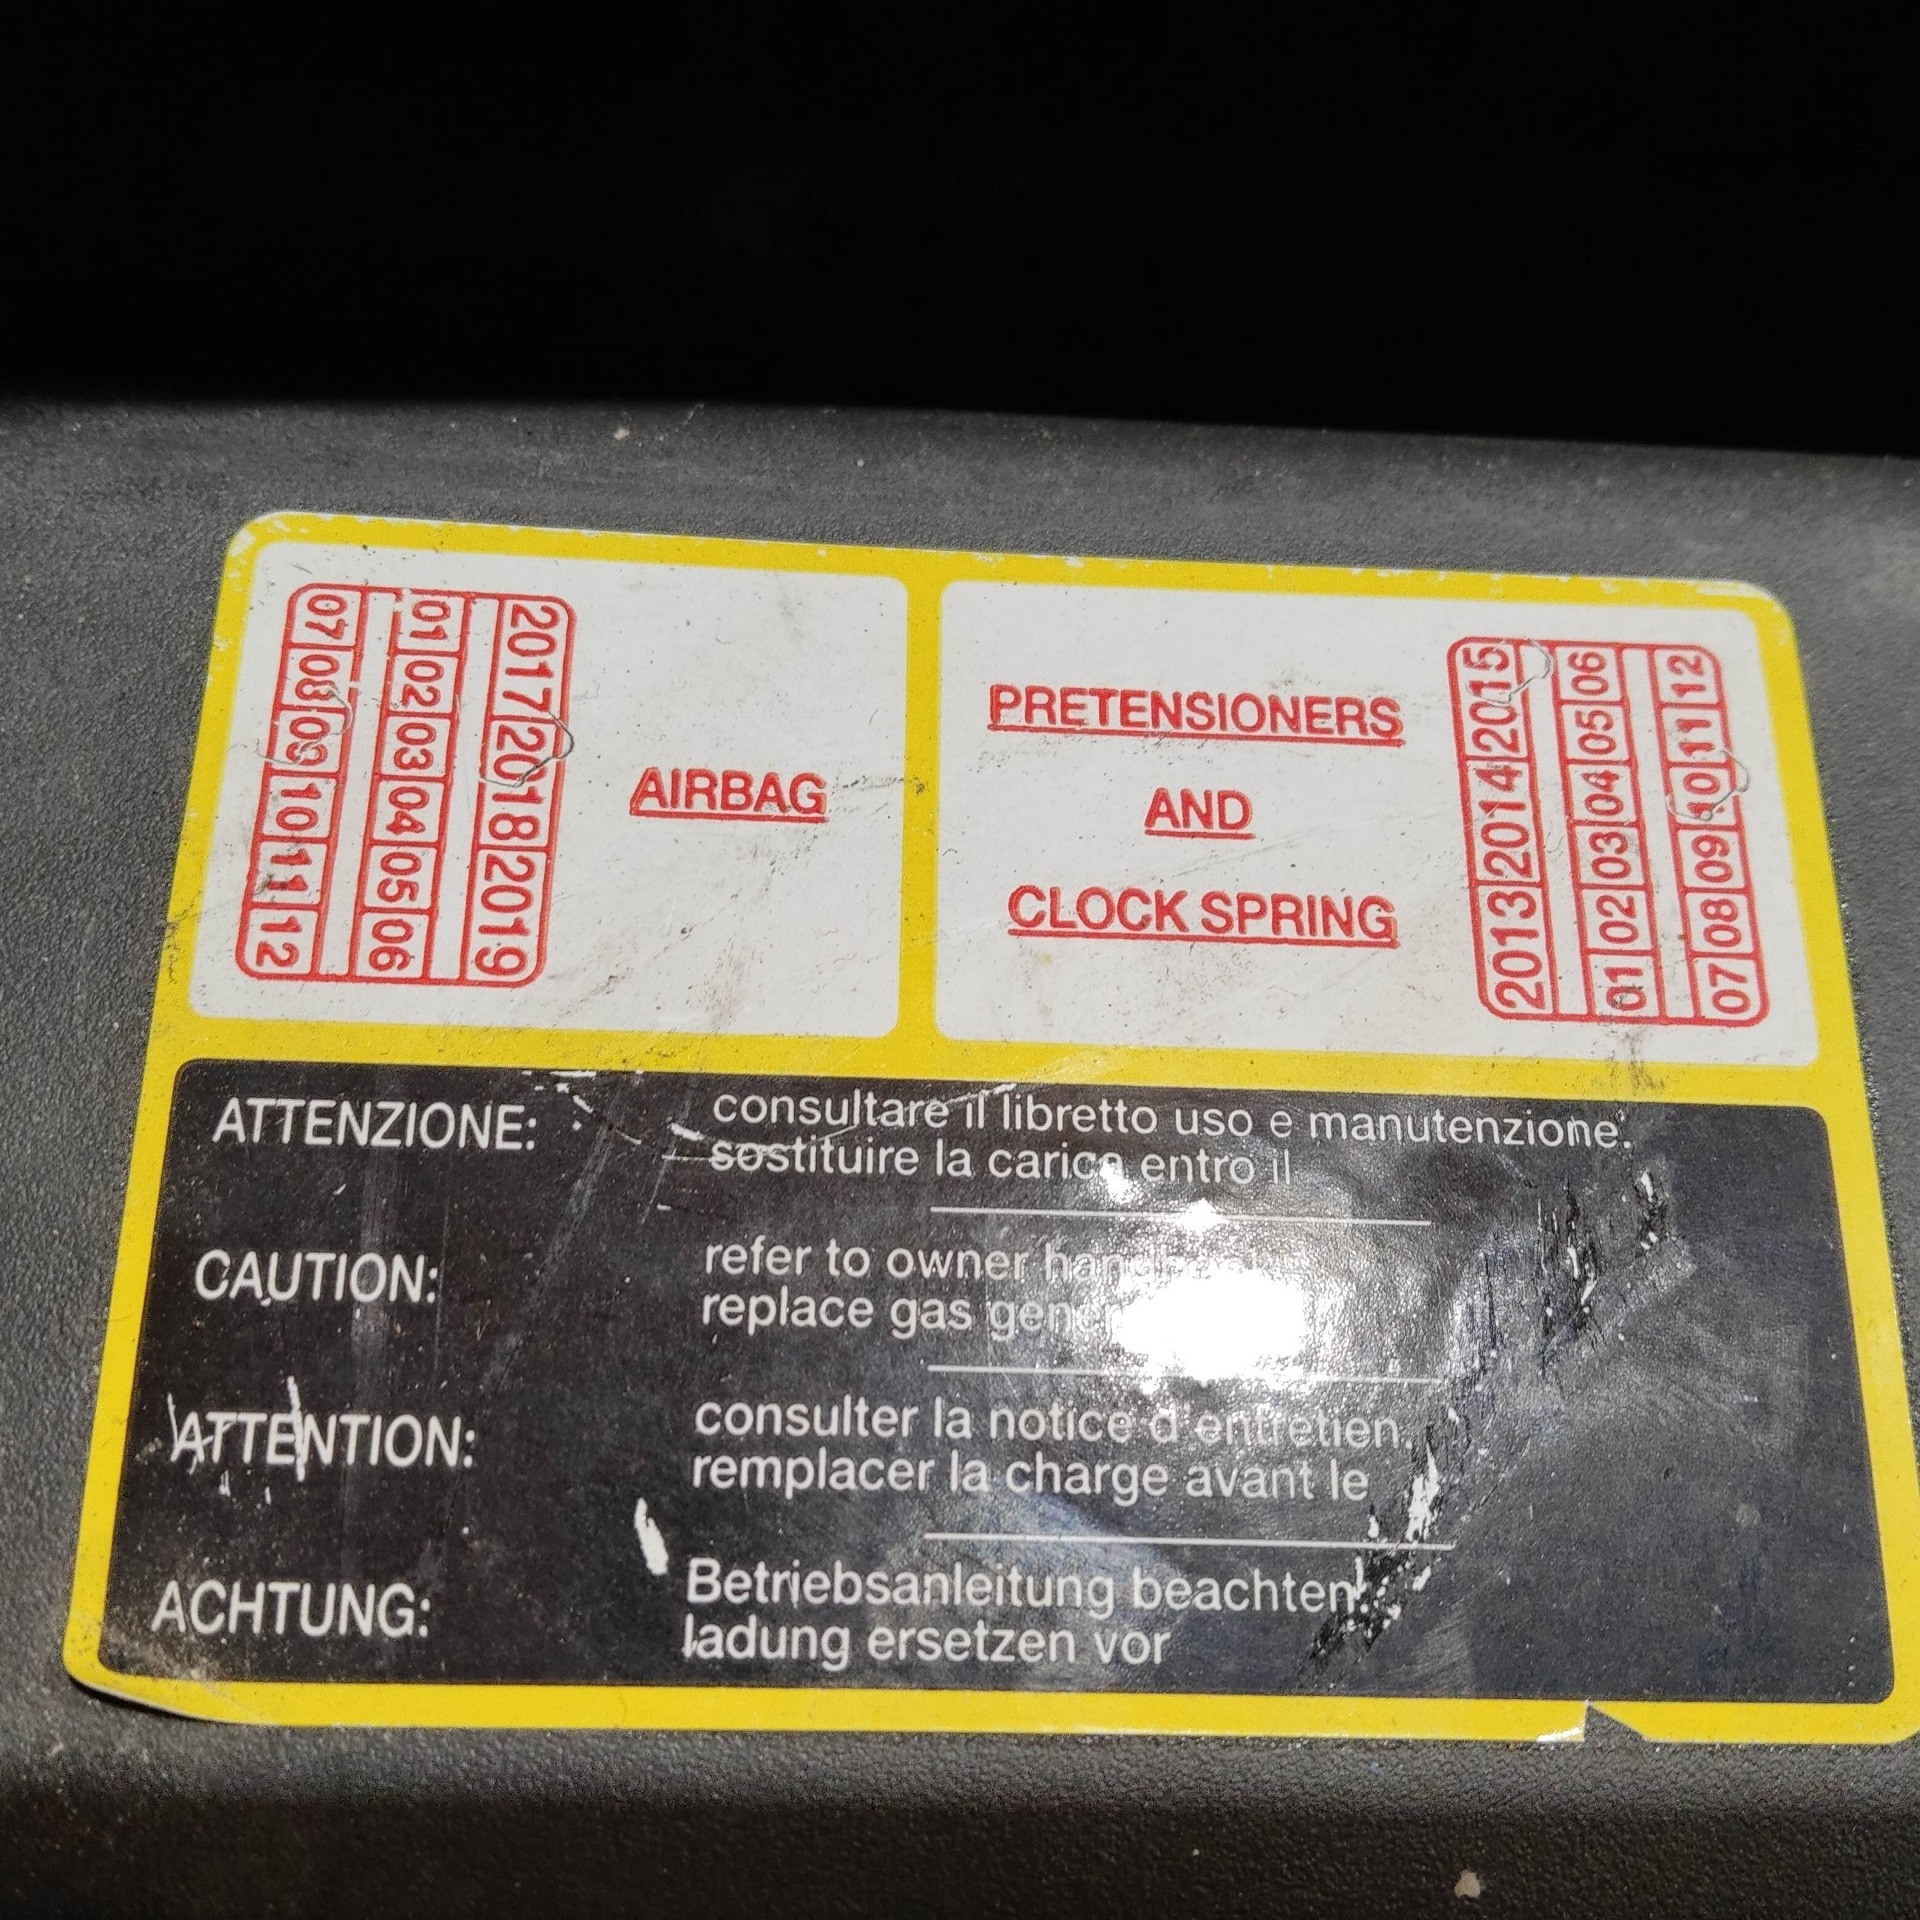 07 08 09 10 11 12
01 02 03 04 05 06
2017 2018 2019
AIRBAG
PRETENSIONERS
AND
CLOCK SPRING
2013 2014 2015
01 02 03 04 05 06
07 08 09 10 11 12
ATTENZIONE: consultare il libretto uso e manutenzione.
sostituire la carica entro il
CAUTION: refer to owner
replace gas
ATTENTION: consulter la notice d'entretien.
remplacer la charge avant le
ACHTUNG: Betriebsanleitung beachten.
ladung ersetzen vor